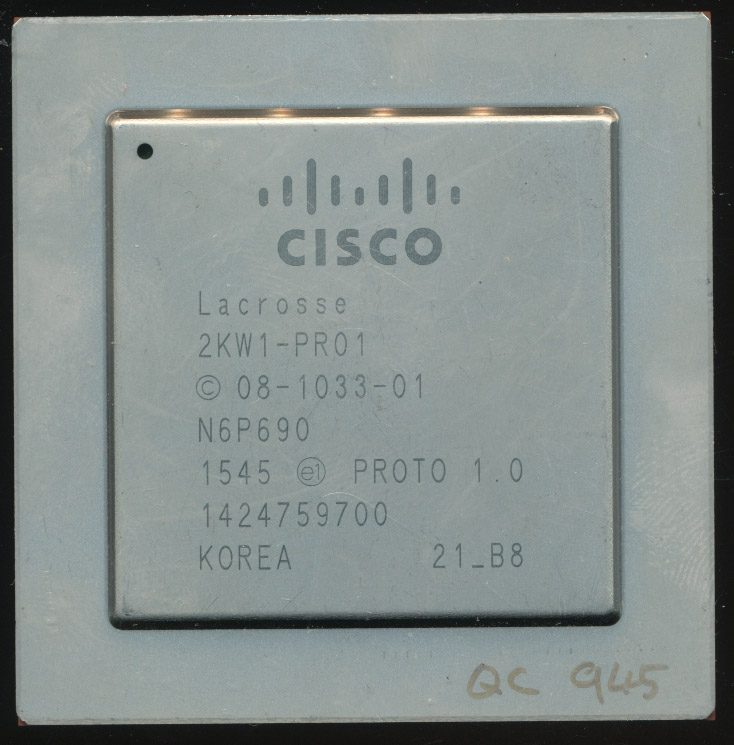 CISCO
Lacrosse
2KW1-PR01
© 08-1033-01
N6P690
1545 e1 PROTO 1.0
1424759700
KOREA 21_B8
QC 945